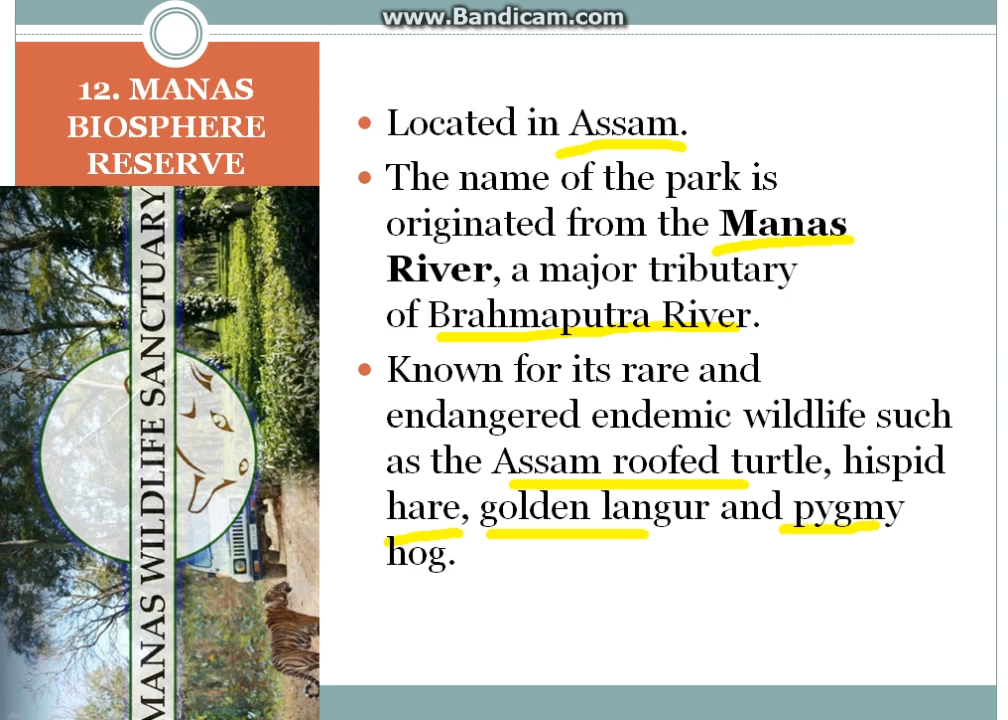 www.Bandicam.com
12. MANAS
BIOSPHERE
RESERVE
MANAS WILDLIFE SANCTUARY
• Located in Assam.
• The name of the park is
originated from the Manas
River, a major tributary
of Brahmaputra River.
• Known for its rare and
endangered endemic wildlife such
as the Assam roofed turtle, hispid
hare, golden langur and pygmy
hog.